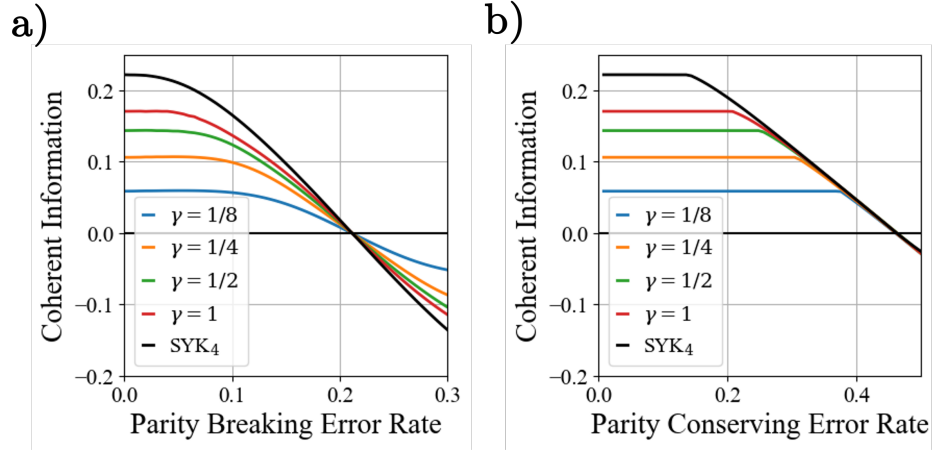 a)
Coherent Information
0.2
0.1
0.0
−0.1
−0.2
γ = 1/8
γ = 1/4
γ = 1/2
γ = 1
SYK₄
0.0 0.1 0.2 0.3
Parity Breaking Error Rate
b)
Coherent Information
0.2
0.1
0.0
−0.1
−0.2
γ = 1/8
γ = 1/4
γ = 1/2
γ = 1
SYK₄
0.0 0.2 0.4
Parity Conserving Error Rate